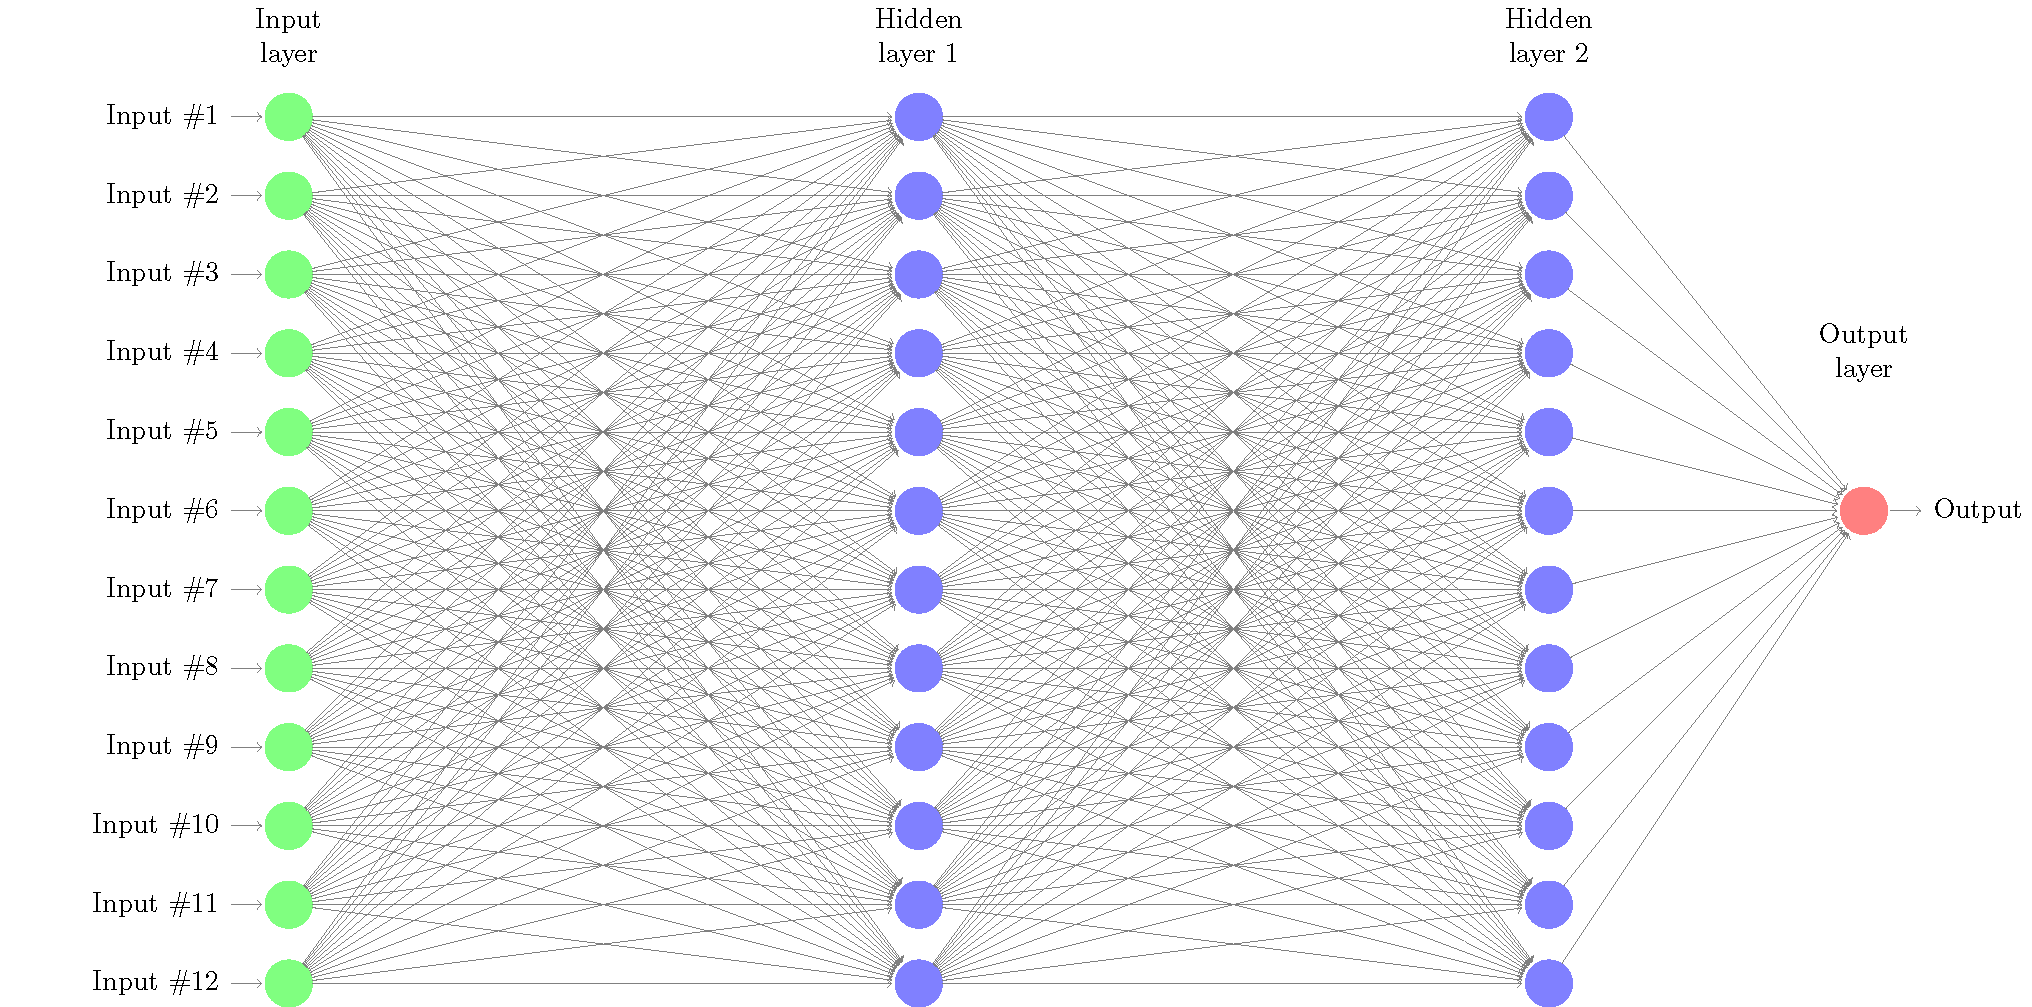 Input
layer
Hidden
layer 1
Hidden
layer 2
Input #1
Input #2
Input #3
Input #4
Output
layer
Input #5
Input #6
Output
Input #7
Input #8
Input #9
Input #10
Input #11
Input #12